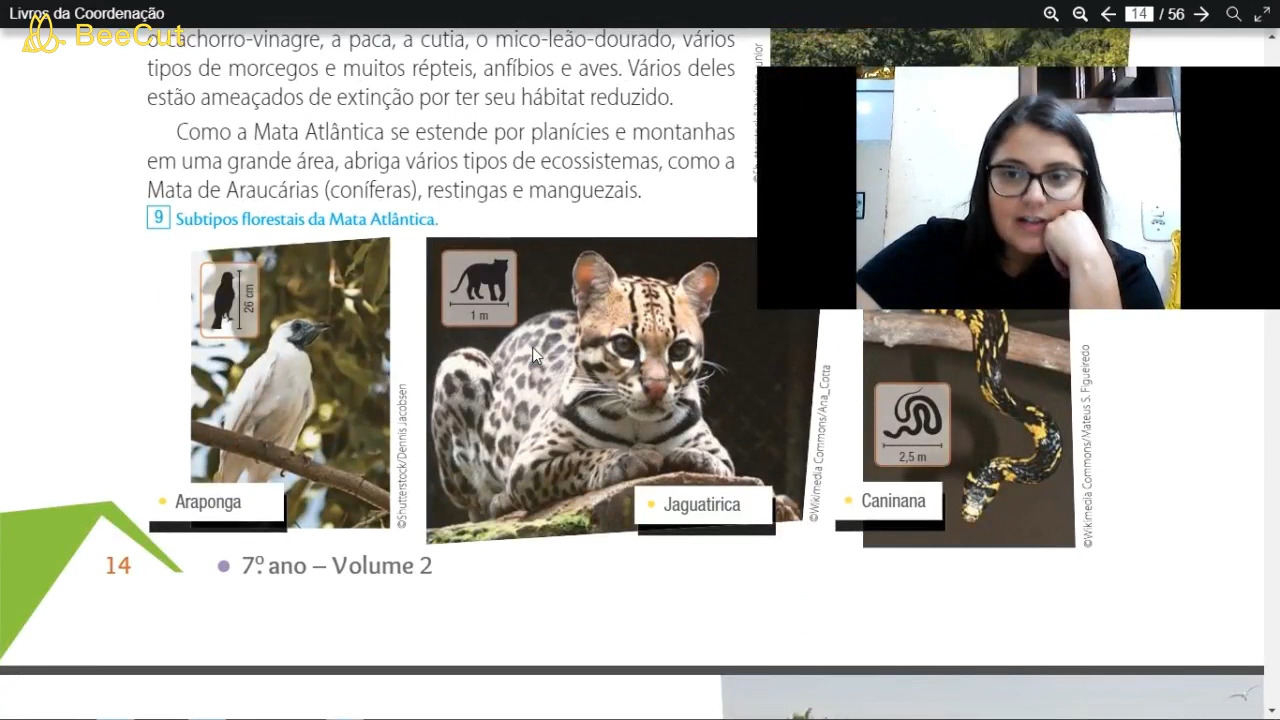 Livros da Coordenação
14 / 56
BeeCut
cachorro-vinagre, a paca, a cutia, o mico-leão-dourado, vários
tipos de morcegos e muitos répteis, anfíbios e aves. Vários deles
estão ameaçados de extinção por ter seu hábitat reduzido.
Como a Mata Atlântica se estende por planícies e montanhas
em uma grande área, abriga vários tipos de ecossistemas, como a
Mata de Araucárias (coníferas), restingas e manguezais.
9 Subtipos florestais da Mata Atlântica.
26 cm
1 m
2,5 m
©Shutterstock/Dennis Jacobsen
©Wikimedia Commons/Ana_Cotta
©Wikimedia Commons/Mateus S. Figueiredo
• Araponga
• Jaguatirica
• Caninana
14
• 7º. ano – Volume 2